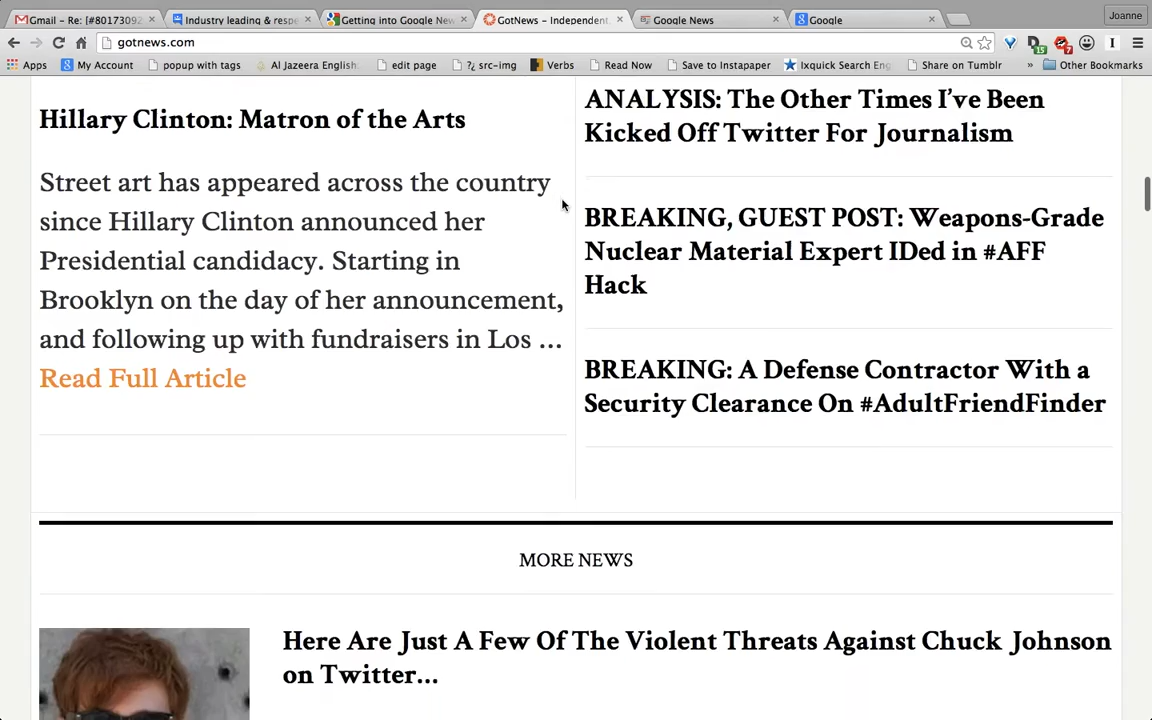 Gmail – Re: [#8017309
Industry leading & respe
Getting into Google New
GotNews – Independent
Google News
Google
Joanne
gotnews.com
15
7
Apps
My Account
popup with tags
Al Jazeera English
edit page
?¿ src-img
Verbs
Read Now
Save to Instapaper
Ixquick Search Eng
Share on Tumblr
»
Other Bookmarks
Hillary Clinton: Matron of the Arts
Street art has appeared across the country
since Hillary Clinton announced her
Presidential candidacy. Starting in
Brooklyn on the day of her announcement,
and following up with fundraisers in Los ...
Read Full Article
ANALYSIS: The Other Times I’ve Been
Kicked Off Twitter For Journalism
BREAKING, GUEST POST: Weapons-Grade
Nuclear Material Expert IDed in #AFF
Hack
BREAKING: A Defense Contractor With a
Security Clearance On #AdultFriendFinder
MORE NEWS
Here Are Just A Few Of The Violent Threats Against Chuck Johnson
on Twitter...